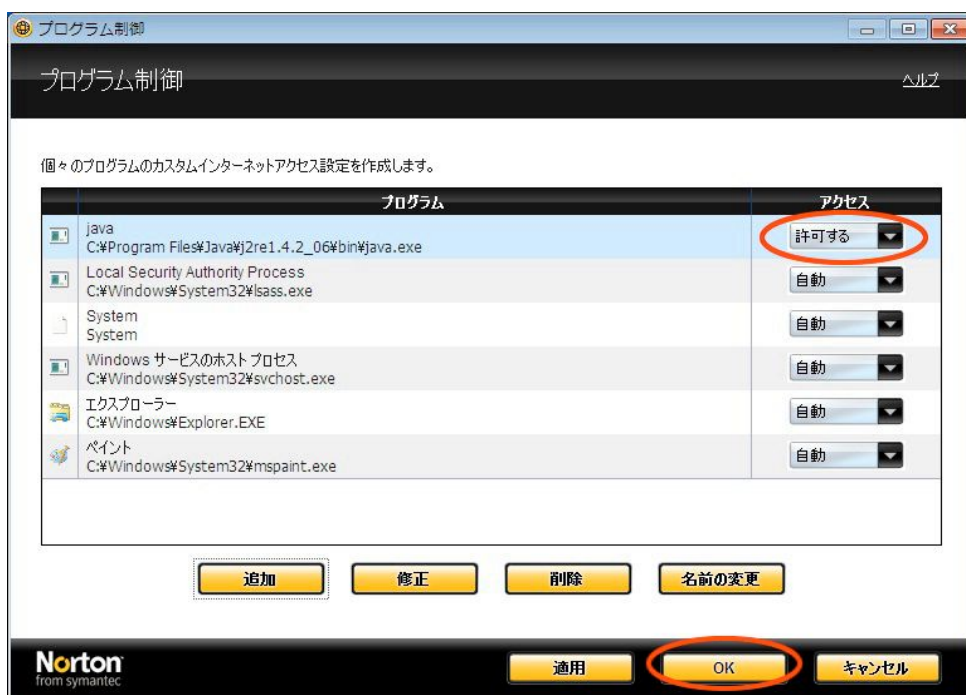 プログラム制御
プログラム制御
ヘルプ
個々のプログラムのカスタムインターネットアクセス設定を作成します。
プログラム アクセス
java
C:¥Program Files¥Java¥j2re1.4.2_06¥bin¥java.exe
許可する
Local Security Authority Process
C:¥Windows¥System32¥lsass.exe
自動
System
System
自動
Windows サービスのホスト プロセス
C:¥Windows¥System32¥svchost.exe
自動
エクスプローラー
C:¥Windows¥Explorer.EXE
自動
ペイント
C:¥Windows¥System32¥mspaint.exe
自動
追加 修正 削除 名前の変更
Norton
from symantec
適用 OK キャンセル